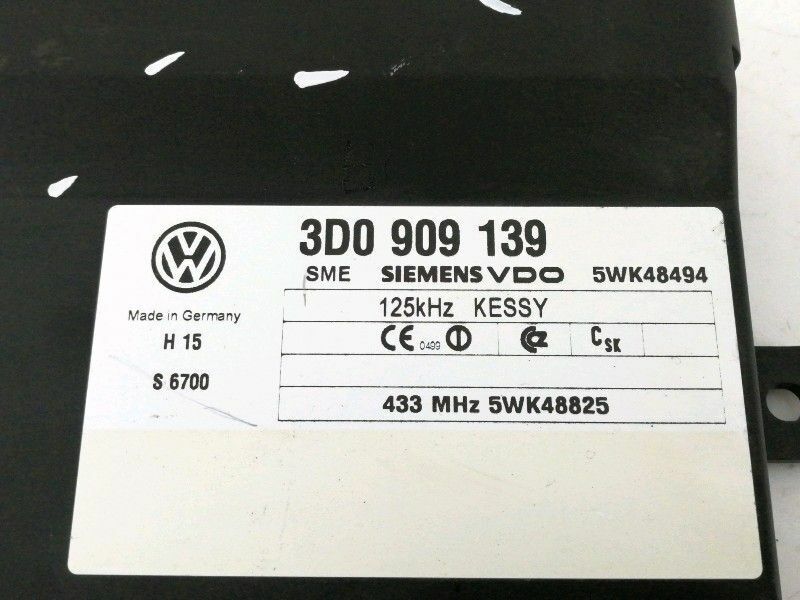 3D0 909 139
SME SIEMENS VDO 5WK48494
Made in Germany
125kHz KESSY
H 15
CE 0499 C SK
S 6700
433 MHz 5WK48825